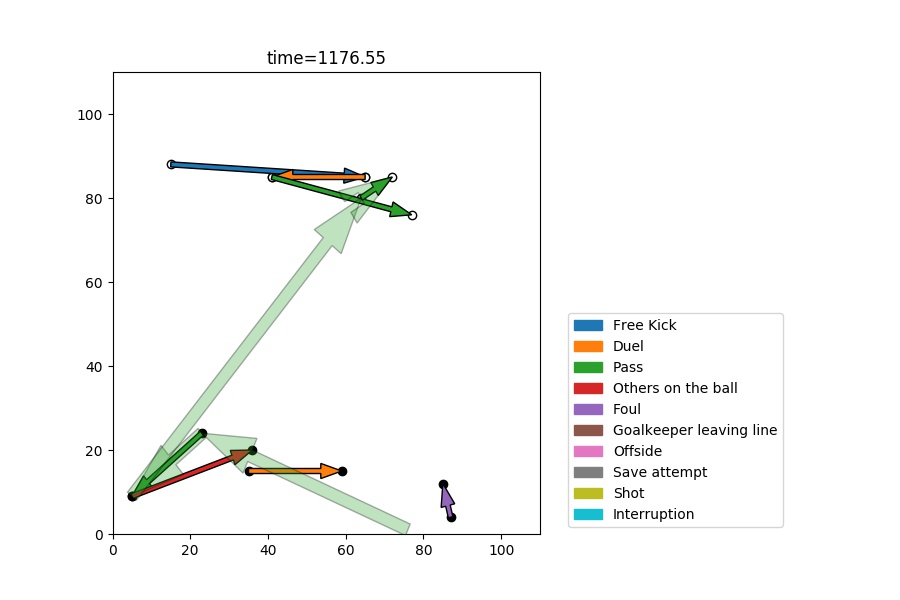 time=1176.55
100
80
60
40
20
0
0 20 40 60 80 100
Free Kick
Duel
Pass
Others on the ball
Foul
Goalkeeper leaving line
Offside
Save attempt
Shot
Interruption